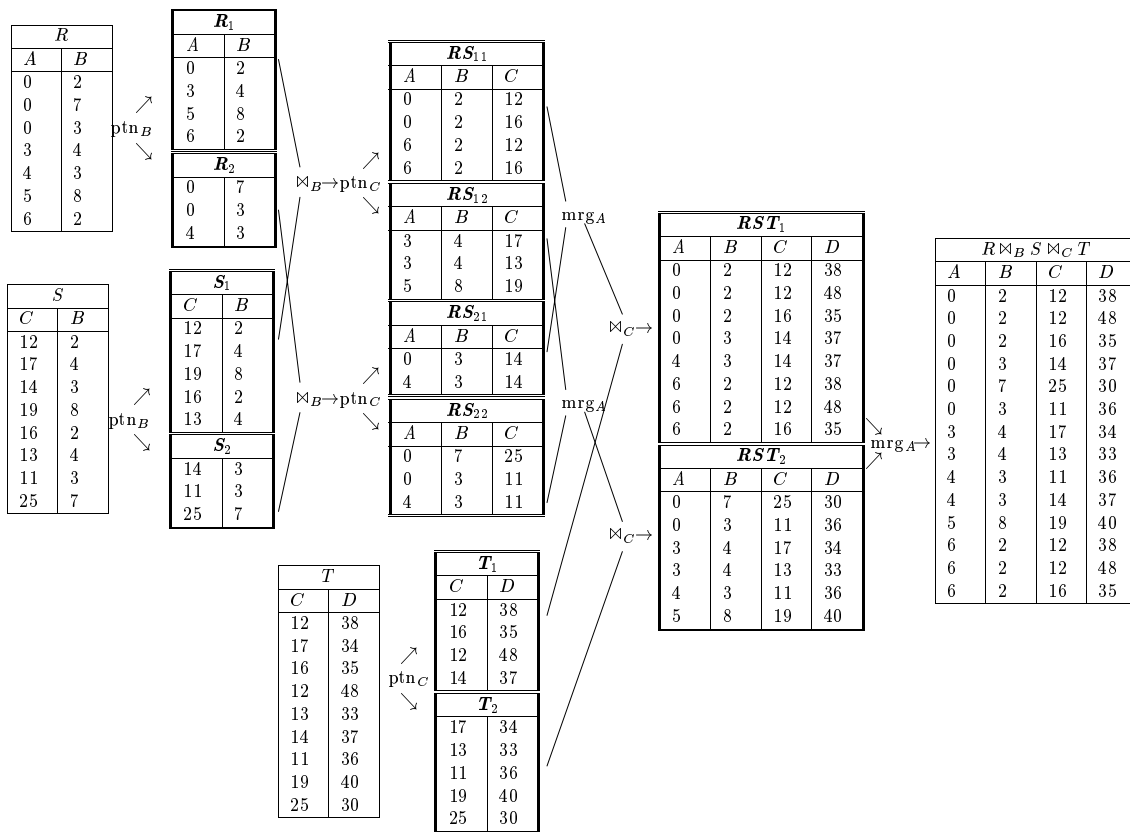 R
A B
0 2
0 7
0 3
3 4
4 3
5 8
6 2
S
C B
12 2
17 4
14 3
19 8
16 2
13 4
11 3
25 7
ptn_B ↗ ↘
ptn_B ↗ ↘
R₁
A B
0 2
3 4
5 8
6 2
R₂
0 7
0 3
4 3
S₁
C B
12 2
17 4
19 8
16 2
13 4
S₂
14 3
11 3
25 7
⋈_B→ptn_C ↗ ↘
⋈_B→ptn_C ↗ ↘
RS₁₁
A B C
0 2 12
0 2 16
6 2 12
6 2 16
RS₁₂
A B C
3 4 17
3 4 13
5 8 19
RS₂₁
A B C
0 3 14
4 3 14
RS₂₂
A B C
0 7 25
0 3 11
4 3 11
T
C D
12 38
17 34
16 35
12 48
13 33
14 37
11 36
19 40
25 30
ptn_C ↗ ↘
T₁
C D
12 38
16 35
12 48
14 37
T₂
17 34
13 33
11 36
19 40
25 30
mrg_A
mrg_A
⋈_C→
⋈_C→
RST₁
A B C D
0 2 12 38
0 2 12 48
0 2 16 35
0 3 14 37
4 3 14 37
6 2 12 38
6 2 12 48
6 2 16 35
RST₂
A B C D
0 7 25 30
0 3 11 36
3 4 17 34
3 4 13 33
4 3 11 36
5 8 19 40
↘ ↗ mrg_A→
R ⋈_B S ⋈_C T
A B C D
0 2 12 38
0 2 12 48
0 2 16 35
0 3 14 37
0 7 25 30
0 3 11 36
3 4 17 34
3 4 13 33
4 3 11 36
4 3 14 37
5 8 19 40
6 2 12 38
6 2 12 48
6 2 16 35